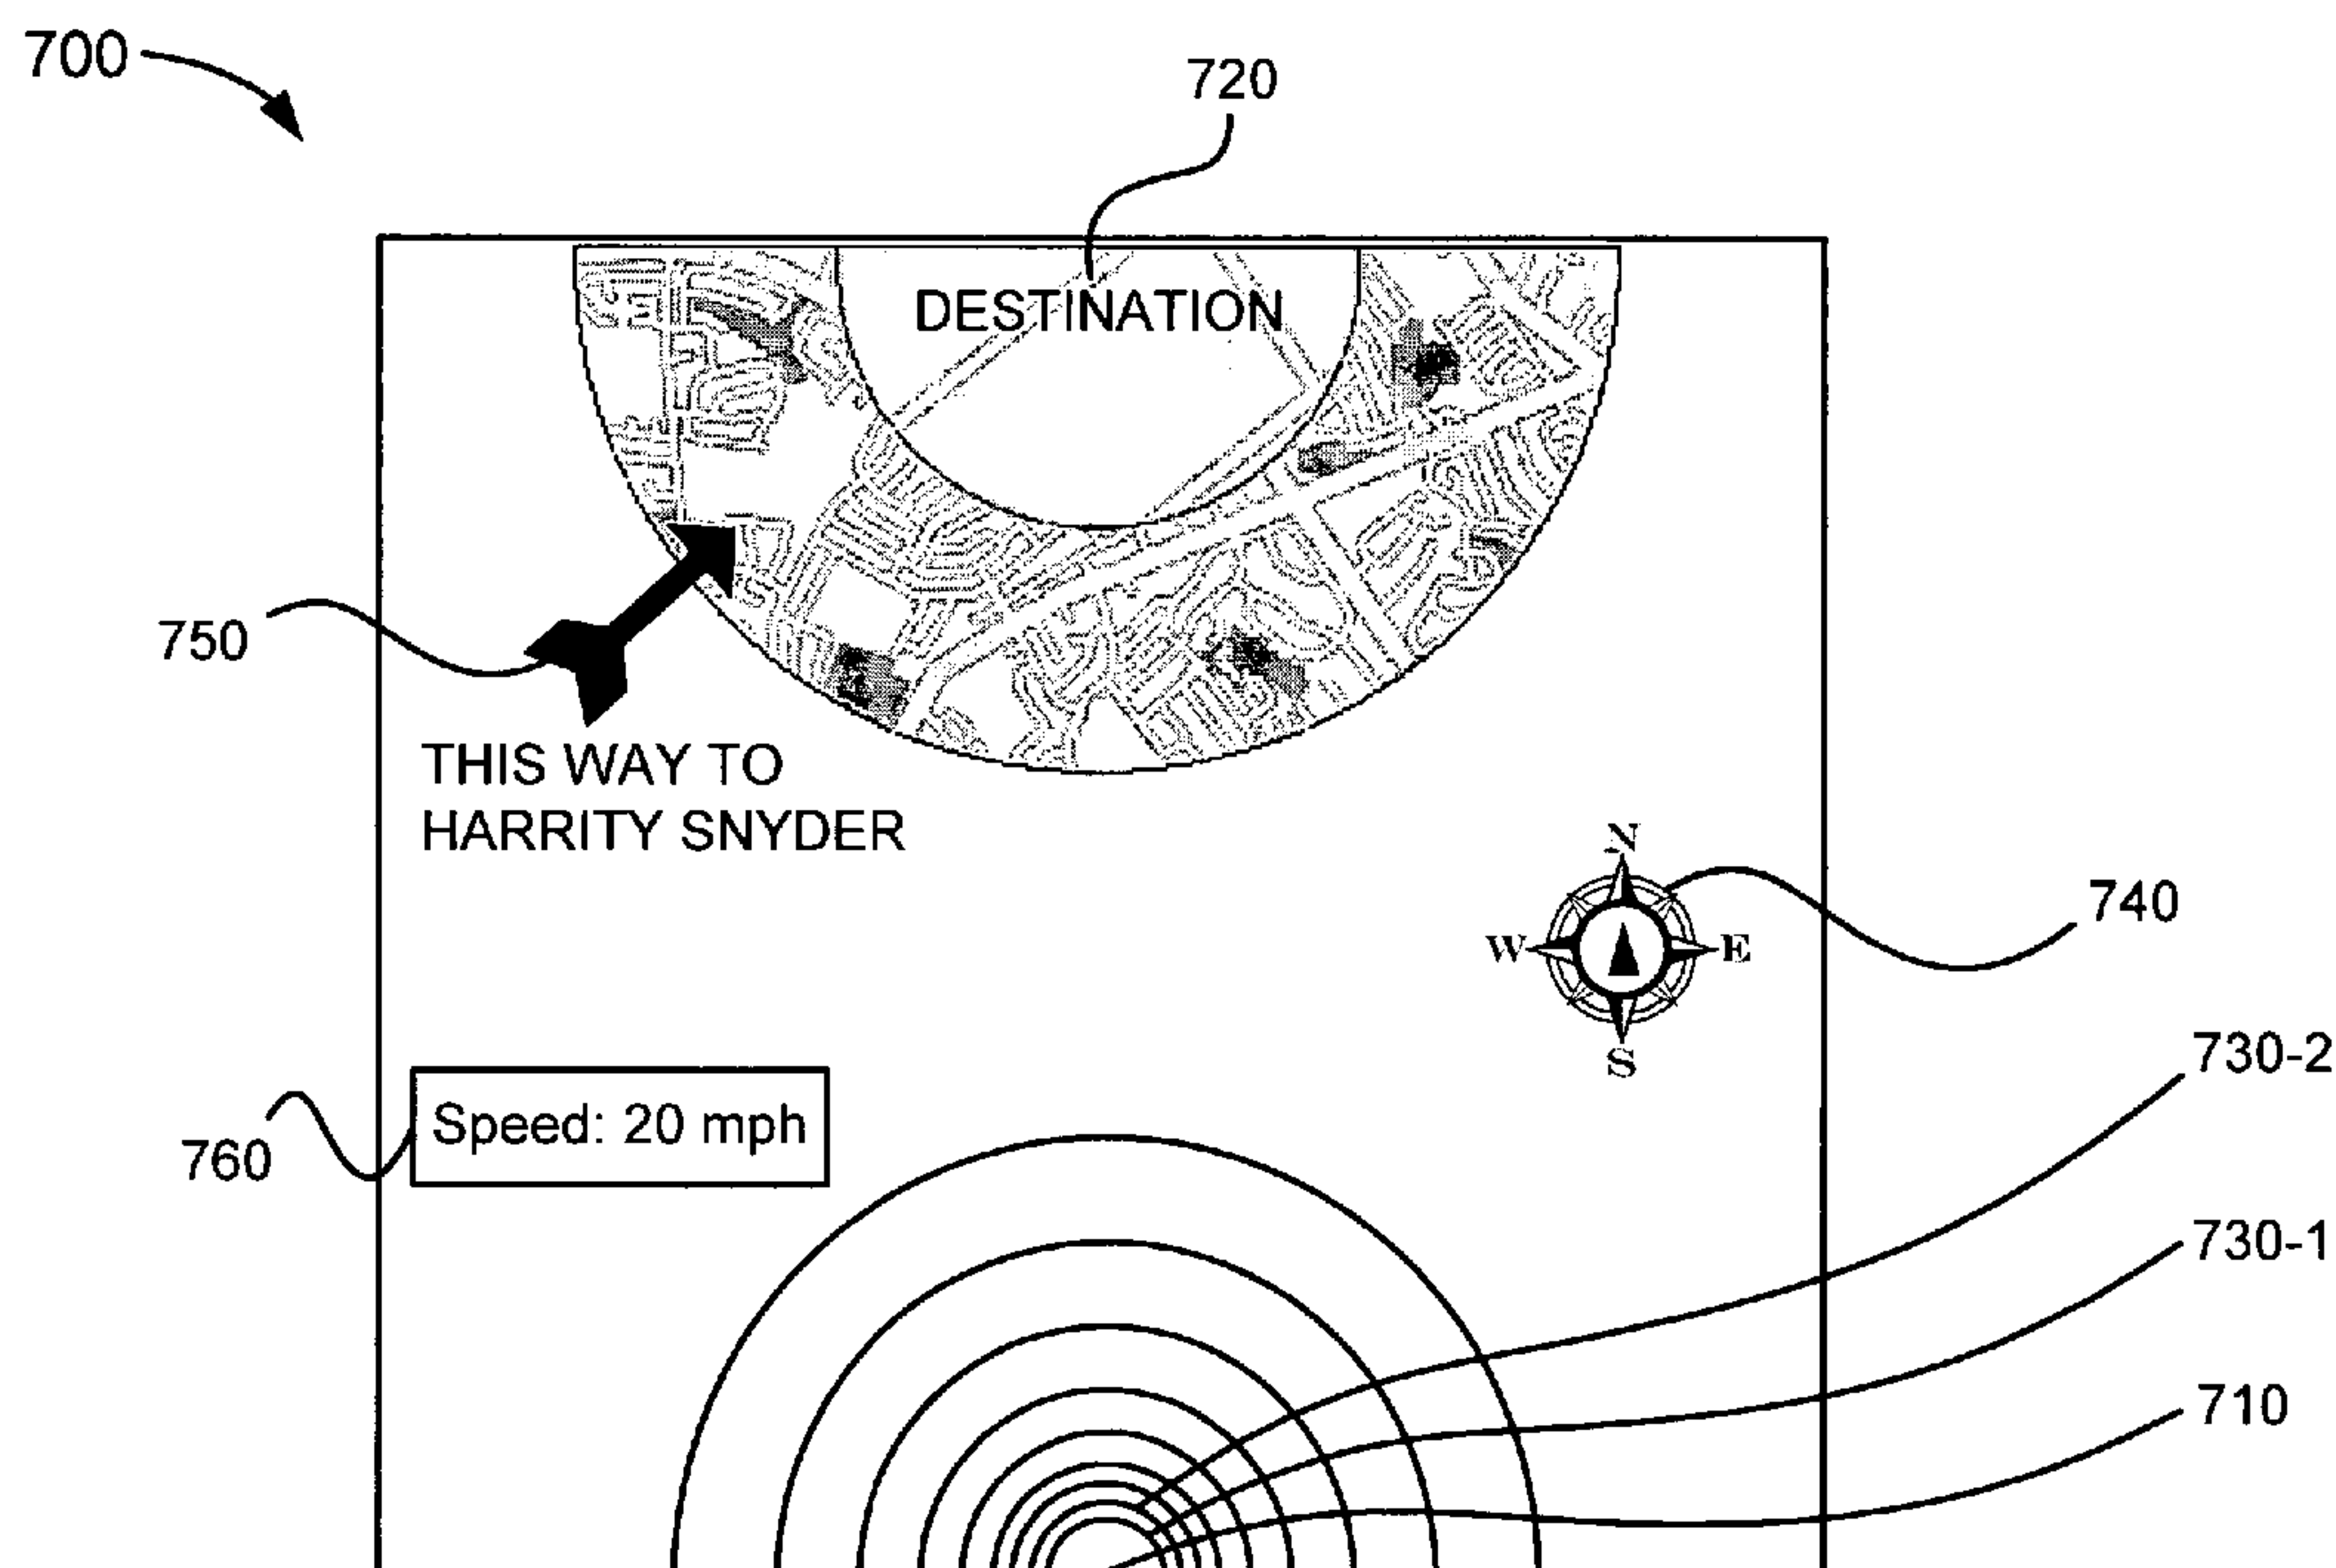 700
720
DESTINATION
750
THIS WAY TO
HARRITY SNYDER
N
W E
S
740
730-2
Speed: 20 mph
760
730-1
710